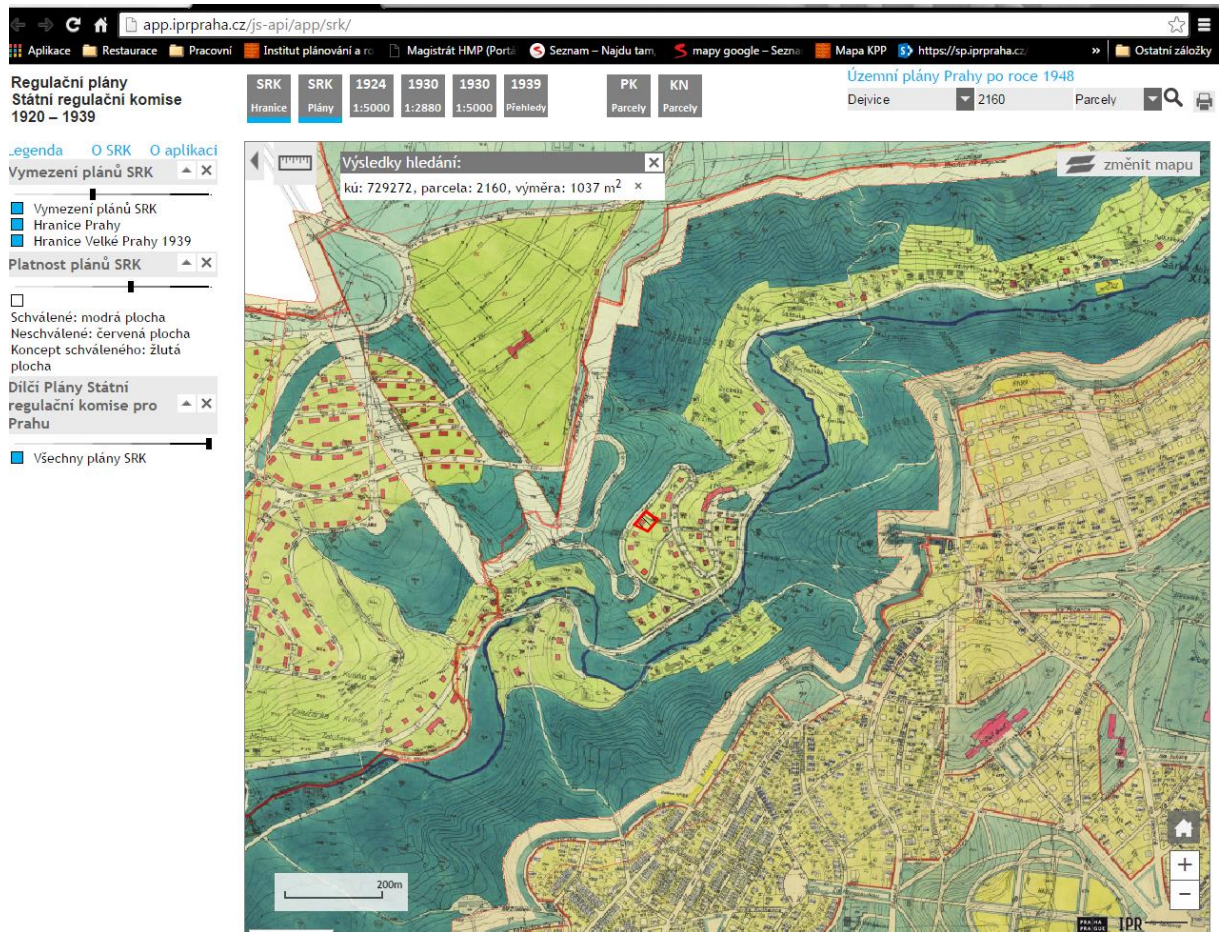 app.iprpraha.cz/js-api/app/srk/
Aplikace Restaurace Pracovní Institut plánování a ro Magistrát HMP (Portá Seznam – Najdu tam, mapy google – Sezna Mapa KPP https://sp.iprpraha.cz/ » Ostatní záložky
Regulační plány
Státní regulační komise
1920 – 1939
SRK Hranice
SRK Plány
1924 1:5000
1930 1:2880
1930 1:5000
1939 Přehledy
PK Parcely
KN Parcely
Územní plány Prahy po roce 1948
Dejvice 2160 Parcely
Legenda O SRK O aplikaci
Vymezení plánů SRK
Vymezení plánů SRK
Hranice Prahy
Hranice Velké Prahy 1939
Platnost plánů SRK
Schválené: modrá plocha
Neschválené: červená plocha
Koncept schváleného: žlutá
plocha
Dílčí Plány Státní
regulační komise pro
Prahu
Všechny plány SRK
Výsledky hledání:
kú: 729272, parcela: 2160, výměra: 1037 m²
změnit mapu
200m
+
−
PRAHA
PRAGUE
IPR